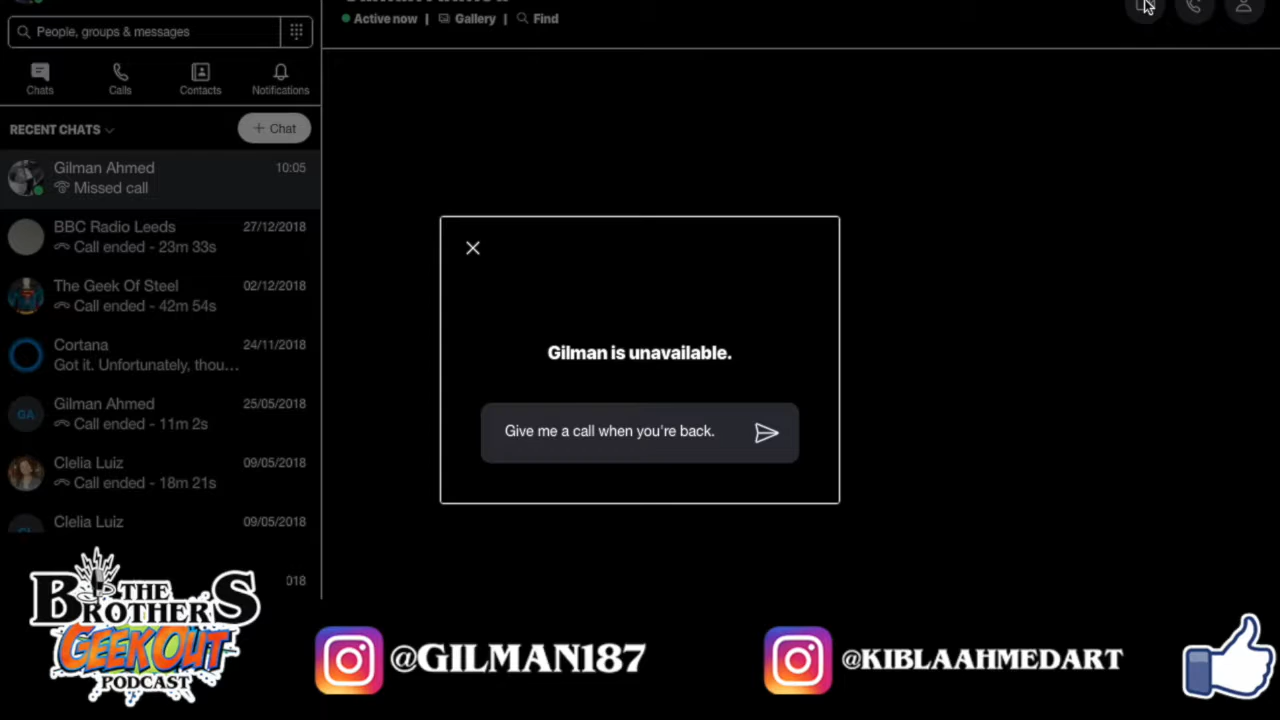 Active now | Gallery | Find
People, groups & messages
Chats
Calls
Contacts
Notifications
RECENT CHATS
+ Chat
Gilman Ahmed 10:05
Missed call
BBC Radio Leeds 27/12/2018
Call ended - 23m 33s
The Geek Of Steel 02/12/2018
Call ended - 42m 54s
Cortana 24/11/2018
Got it. Unfortunately, thou...
GA
Gilman Ahmed 25/05/2018
Call ended - 11m 2s
Clelia Luiz 09/05/2018
Call ended - 18m 21s
Clelia Luiz 09/05/2018
018
Gilman is unavailable.
Give me a call when you're back.
THE
BROTHERS
GEEKOUT
PODCAST
@GILMAN187
@KIBLAAHMEDART